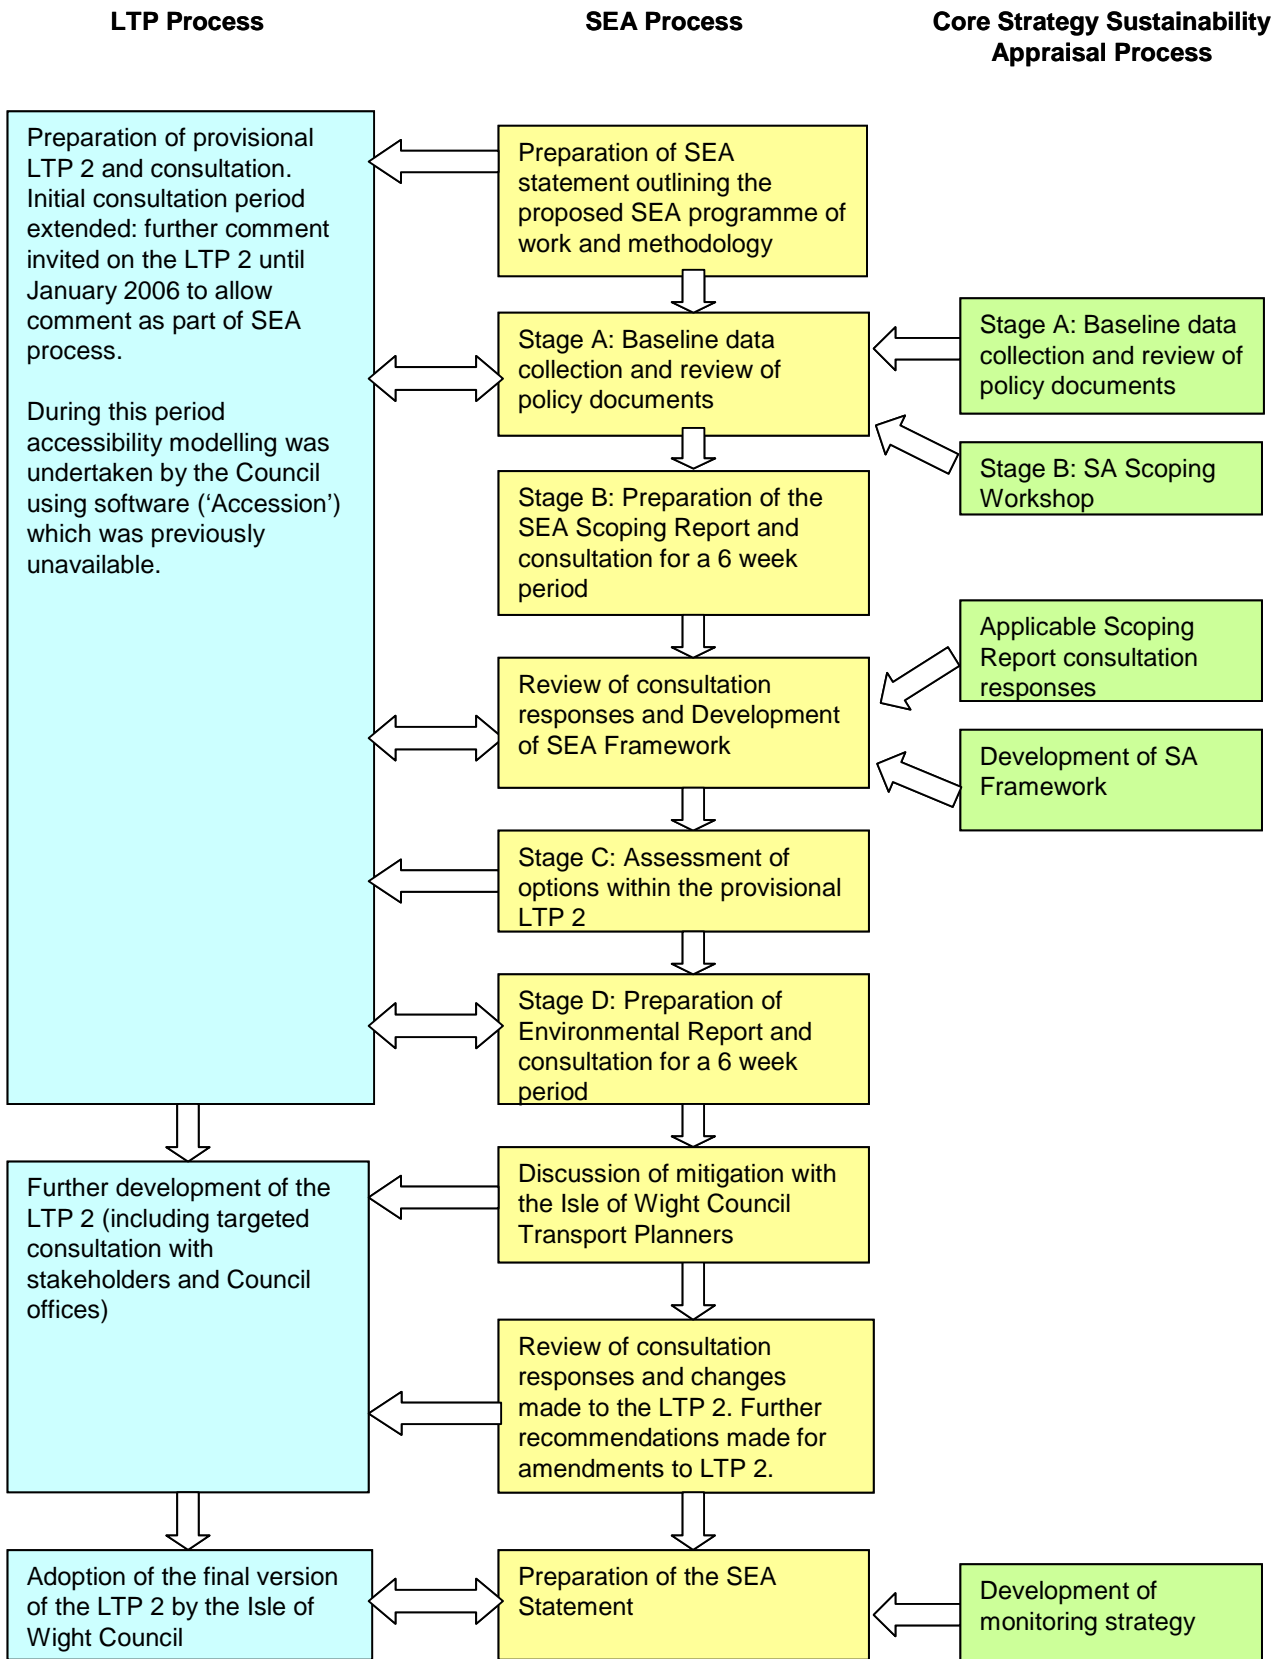 LTP Process
SEA Process
Core Strategy Sustainability
Appraisal Process
Preparation of provisional
LTP 2 and consultation.
Initial consultation period
extended: further comment
invited on the LTP 2 until
January 2006 to allow
comment as part of SEA
process.
During this period
accessibility modelling was
undertaken by the Council
using software (‘Accession’)
which was previously
unavailable.
Further development of the
LTP 2 (including targeted
consultation with
stakeholders and Council
offices)
Adoption of the final version
of the LTP 2 by the Isle of
Wight Council
Preparation of SEA
statement outlining the
proposed SEA programme of
work and methodology
Stage A: Baseline data
collection and review of
policy documents
Stage B: Preparation of the
SEA Scoping Report and
consultation for a 6 week
period
Review of consultation
responses and Development
of SEA Framework
Stage C: Assessment of
options within the provisional
LTP 2
Stage D: Preparation of
Environmental Report and
consultation for a 6 week
period
Discussion of mitigation with
the Isle of Wight Council
Transport Planners
Review of consultation
responses and changes
made to the LTP 2. Further
recommendations made for
amendments to LTP 2.
Preparation of the SEA
Statement
Stage A: Baseline data
collection and review of
policy documents
Stage B: SA Scoping
Workshop
Applicable Scoping
Report consultation
responses
Development of SA
Framework
Development of
monitoring strategy